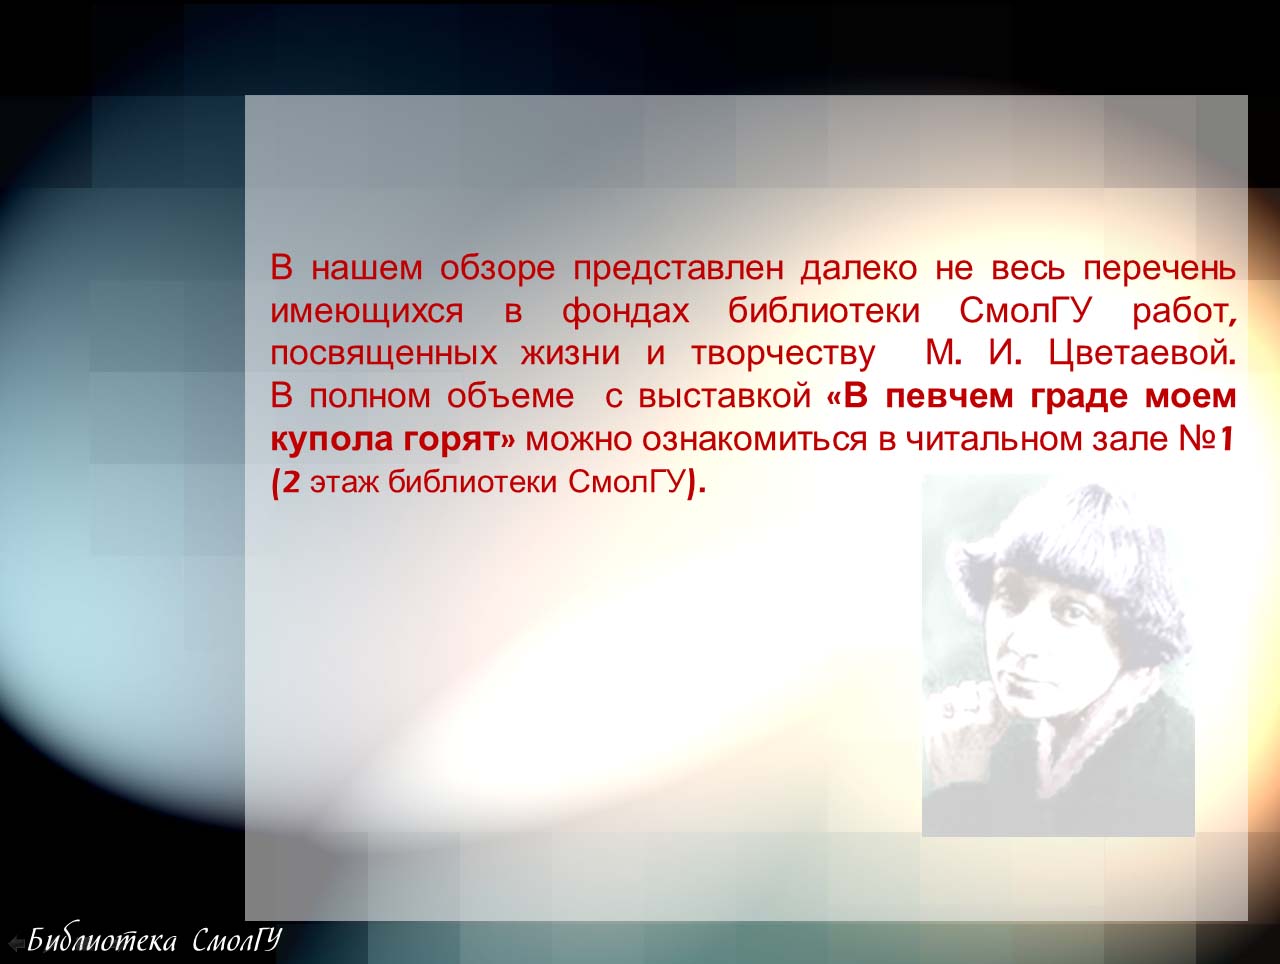 В нашем обзоре представлен далеко не весь перечень
имеющихся в фондах библиотеки СмолГУ работ,
посвященных жизни и творчеству М. И. Цветаевой.
В полном объеме с выставкой «В певчем граде моем
купола горят» можно ознакомиться в читальном зале №1
(2 этаж библиотеки СмолГУ).
Библиотека СмолГУ